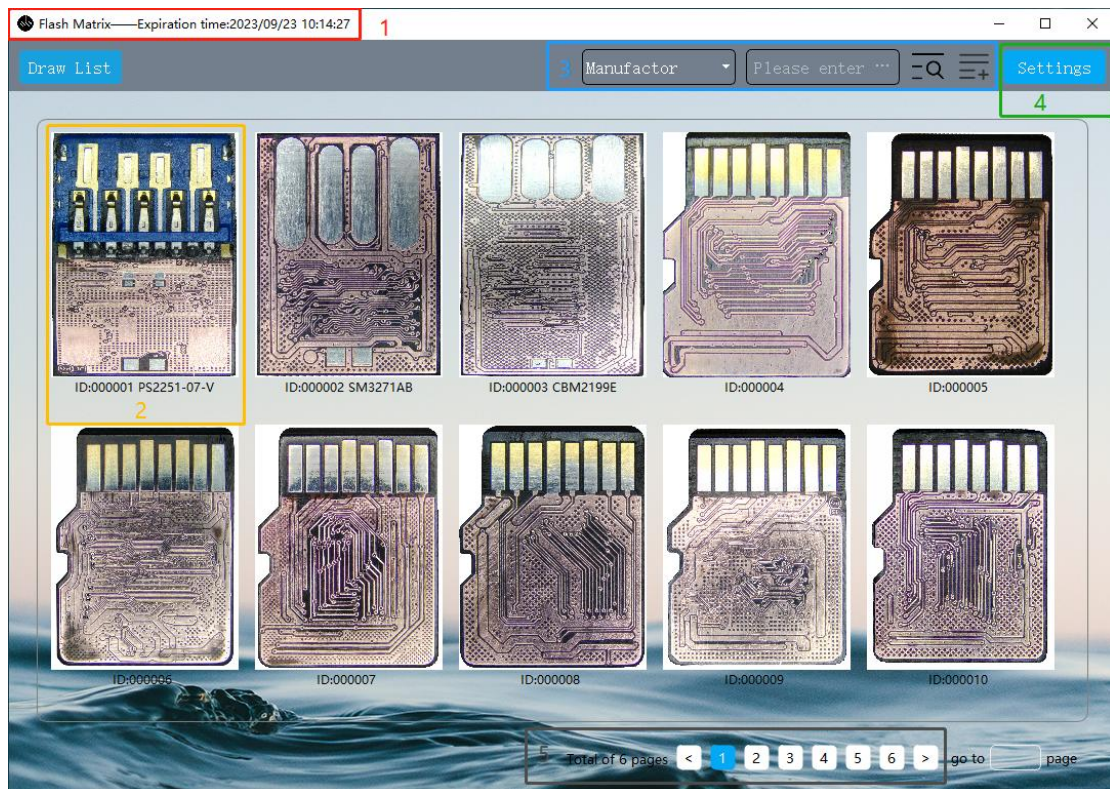 Flash Matrix——Expiration time:2023/09/23 10:14:27
1
Draw List
3
Manufactor
Please enter ···
Settings
4
ID:000001 PS2251-07-V
ID:000002 SM3271AB
ID:000003 CBM2199E
ID:000004
ID:000005
2
ID:000006
ID:000007
ID:000008
ID:000009
ID:000010
5
Total of 6 pages < 1 2 3 4 5 6 > go to page